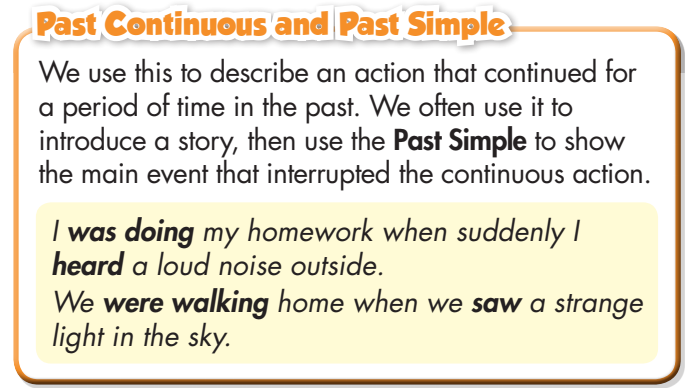 Past Continuous and Past Simple
We use this to describe an action that continued for
a period of time in the past. We often use it to
introduce a story, then use the Past Simple to show
the main event that interrupted the continuous action.
I was doing my homework when suddenly I
heard a loud noise outside.
We were walking home when we saw a strange
light in the sky.